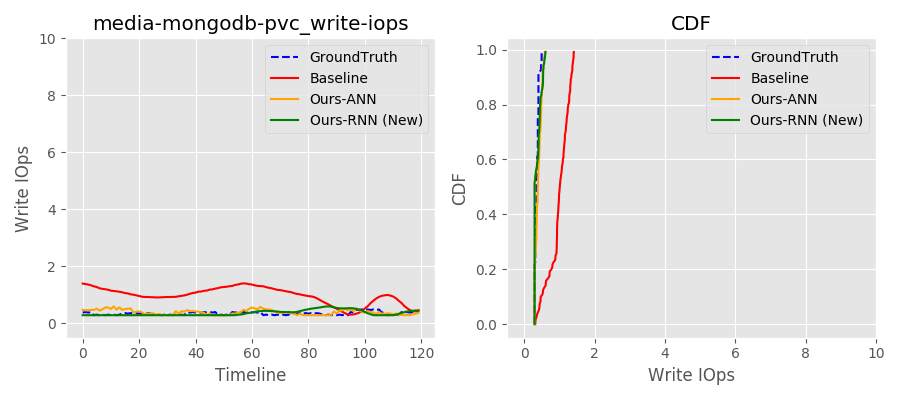 media-mongodb-pvc_write-iops
10
8
6
4
2
0
Write IOps
GroundTruth
Baseline
Ours-ANN
Ours-RNN (New)
0 20 40 60 80 100 120
Timeline
CDF
1.0
0.8
0.6
0.4
0.2
0.0
CDF
GroundTruth
Baseline
Ours-ANN
Ours-RNN (New)
0 2 4 6 8 10
Write IOps